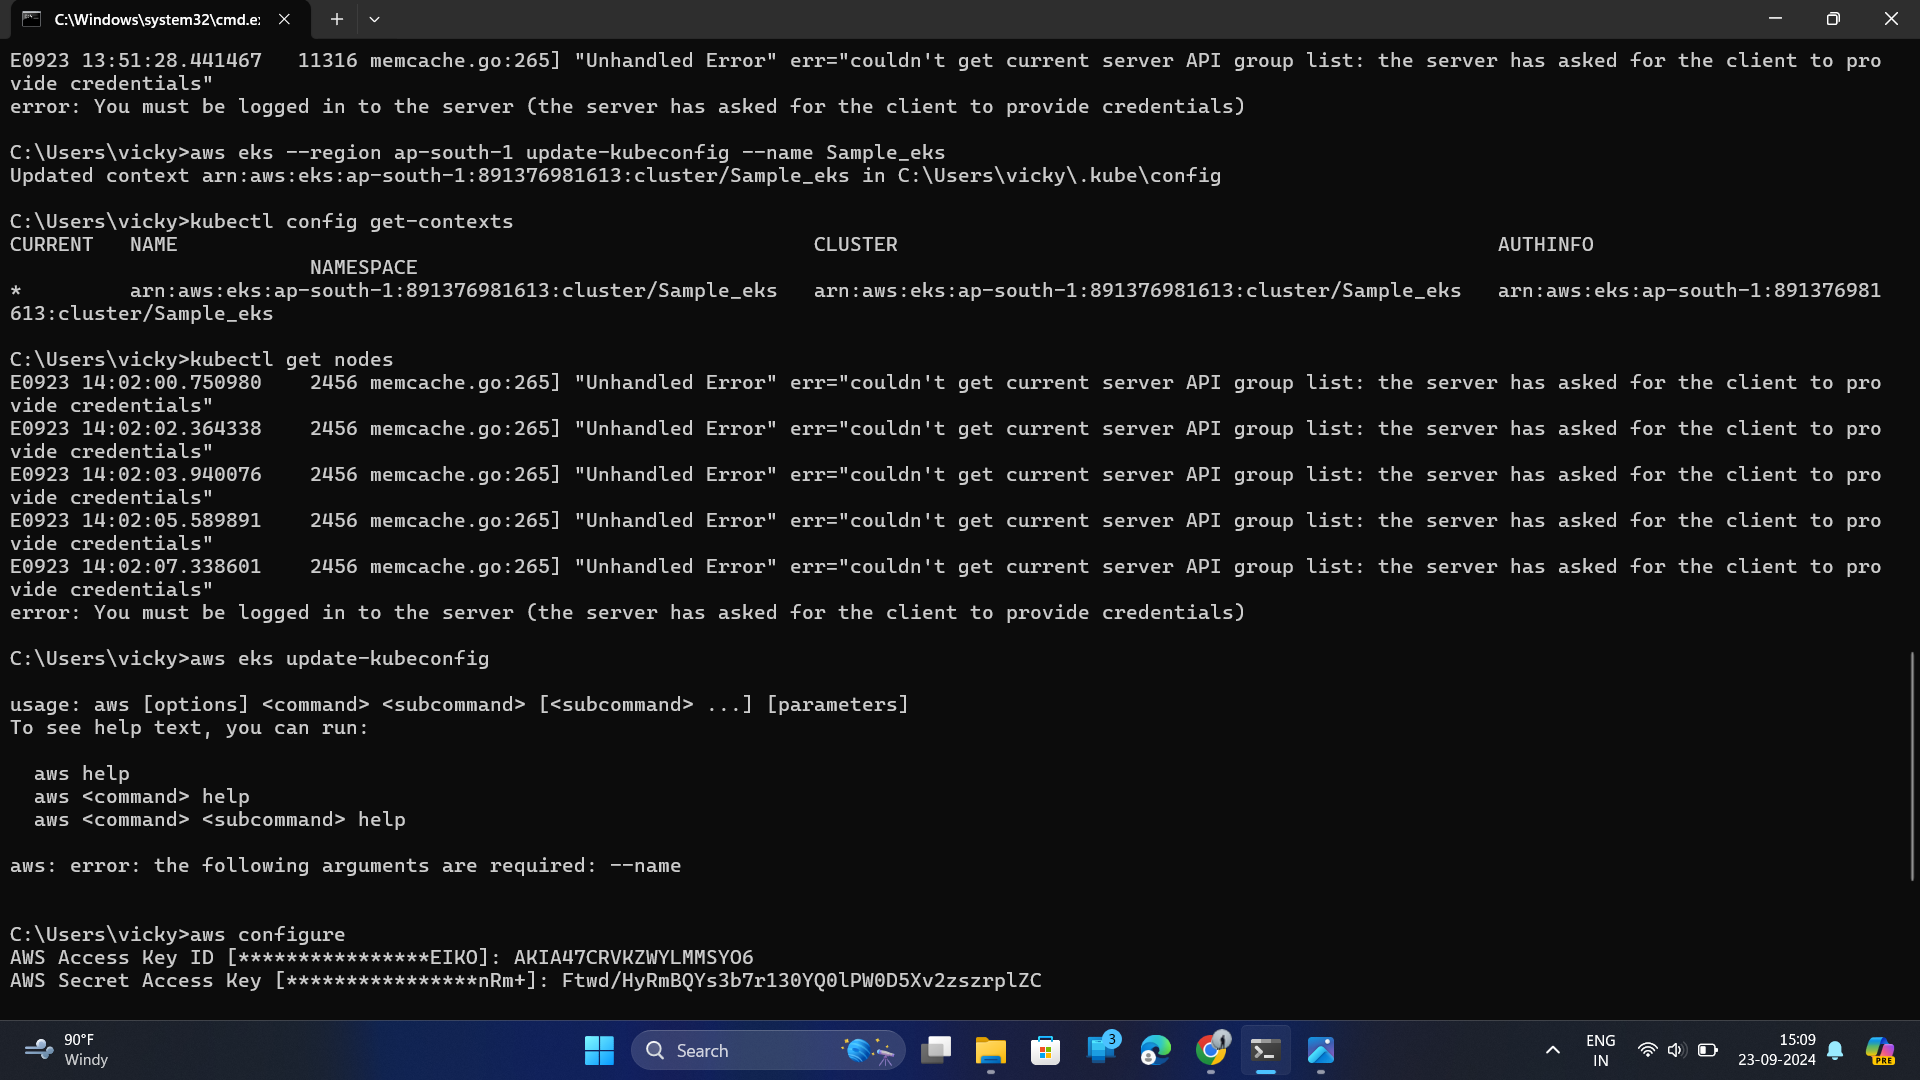 C:\Windows\system32\cmd.e
E0923 13:51:28.441467   11316 memcache.go:265] "Unhandled Error" err="couldn't get current server API group list: the server has asked for the client to pro
vide credentials"
error: You must be logged in to the server (the server has asked for the client to provide credentials)
C:\Users\vicky>aws eks --region ap-south-1 update-kubeconfig --name Sample_eks
Updated context arn:aws:eks:ap-south-1:891376981613:cluster/Sample_eks in C:\Users\vicky\.kube\config
C:\Users\vicky>kubectl config get-contexts
CURRENT   NAME   CLUSTER   AUTHINFO
NAMESPACE
*         arn:aws:eks:ap-south-1:891376981613:cluster/Sample_eks   arn:aws:eks:ap-south-1:891376981613:cluster/Sample_eks   arn:aws:eks:ap-south-1:891376981
613:cluster/Sample_eks
C:\Users\vicky>kubectl get nodes
E0923 14:02:00.750980    2456 memcache.go:265] "Unhandled Error" err="couldn't get current server API group list: the server has asked for the client to pro
vide credentials"
E0923 14:02:02.364338    2456 memcache.go:265] "Unhandled Error" err="couldn't get current server API group list: the server has asked for the client to pro
vide credentials"
E0923 14:02:03.940076    2456 memcache.go:265] "Unhandled Error" err="couldn't get current server API group list: the server has asked for the client to pro
vide credentials"
E0923 14:02:05.589891    2456 memcache.go:265] "Unhandled Error" err="couldn't get current server API group list: the server has asked for the client to pro
vide credentials"
E0923 14:02:07.338601    2456 memcache.go:265] "Unhandled Error" err="couldn't get current server API group list: the server has asked for the client to pro
vide credentials"
error: You must be logged in to the server (the server has asked for the client to provide credentials)
C:\Users\vicky>aws eks update-kubeconfig
usage: aws [options] <command> <subcommand> [<subcommand> ...] [parameters]
To see help text, you can run:
  aws help
  aws <command> help
  aws <command> <subcommand> help
aws: error: the following arguments are required: --name
C:\Users\vicky>aws configure
AWS Access Key ID [****************EIKO]: AKIA47CRVKZWYLMMSYO6
AWS Secret Access Key [****************nRm+]: 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
90°F
Windy
Search
3
PRE
ENG
IN
15:09
23-09-2024